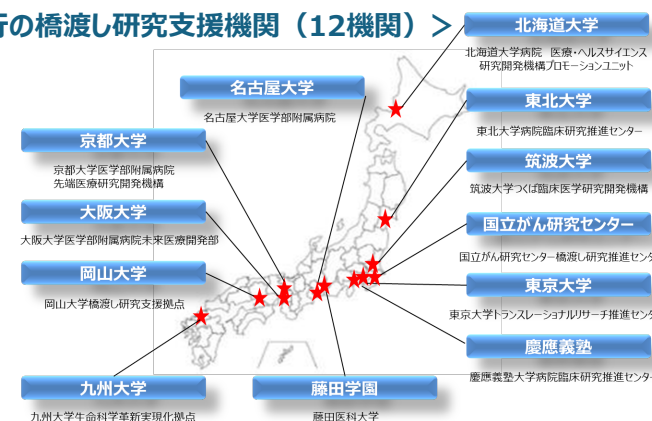 行の橋渡し研究支援機関（12機関）＞
北海道大学
北海道大学病院 医療・ヘルスサイエンス
研究開発機構プロモーションユニット
名古屋大学
名古屋大学医学部附属病院
東北大学
東北大学病院臨床研究推進センター
京都大学
京都大学医学部附属病院
先端医療研究開発機構
筑波大学
筑波大学つくば臨床医学研究開発機構
大阪大学
大阪大学医学部附属病院未来医療開発部
国立がん研究センター
国立がん研究センター橋渡し研究推進センタ
岡山大学
岡山大学橋渡し研究支援拠点
東京大学
東京大学トランスレーショナルリサーチ推進センタ
慶應義塾
慶應義塾大学病院臨床研究推進センター
九州大学
九州大学生命科学革新実現化拠点
藤田学園
藤田医科大学